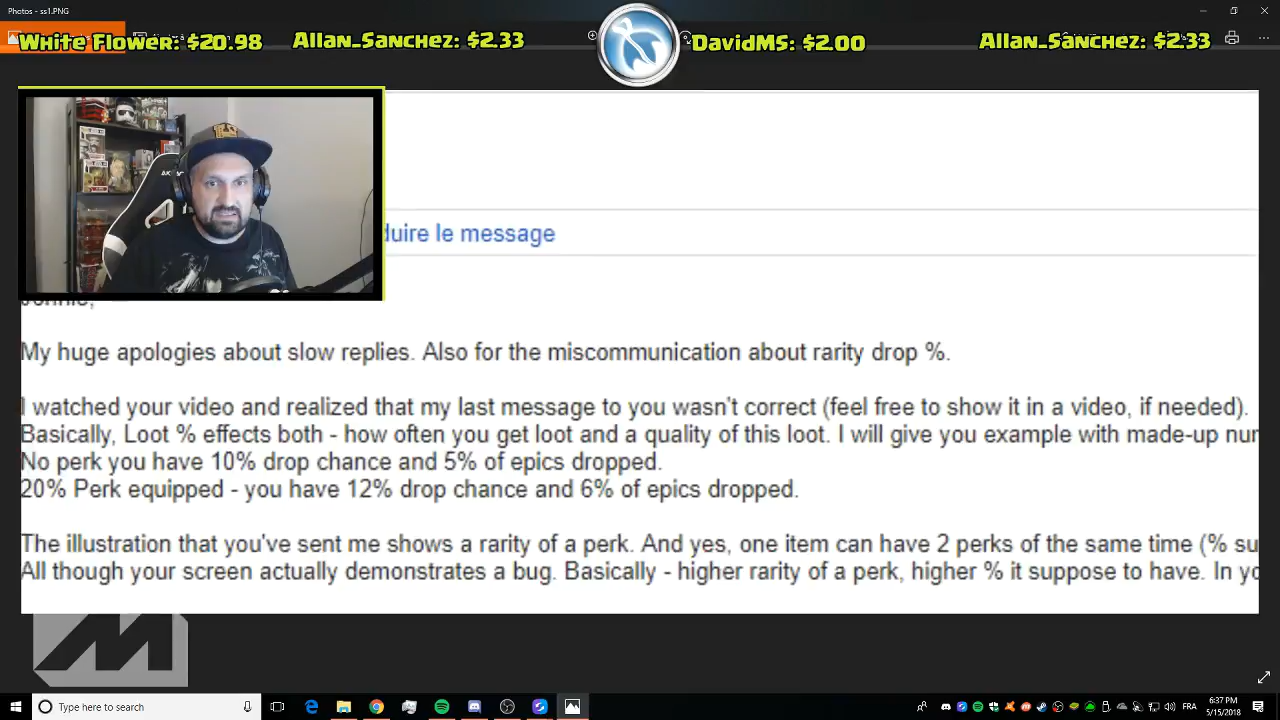 Photos - ss1.PNG
White Flower: $20.98 Allan_Sanchez: $2.33 DavidMS: $2.00 Allan_Sanchez: $2.33
duire le message
My huge apologies about slow replies. Also for the miscommunication about rarity drop %.
I watched your video and realized that my last message to you wasn't correct (feel free to show it in a video, if needed).
Basically, Loot % effects both - how often you get loot and a quality of this loot. I will give you example with made-up nur
No perk you have 10% drop chance and 5% of epics dropped.
20% Perk equipped - you have 12% drop chance and 6% of epics dropped.
The illustration that you've sent me shows a rarity of a perk. And yes, one item can have 2 perks of the same time (% su
All though your screen actually demonstrates a bug. Basically - higher rarity of a perk, higher % it suppose to have. In yo
Type here to search
FRA
6:37 PM
5/15/2018